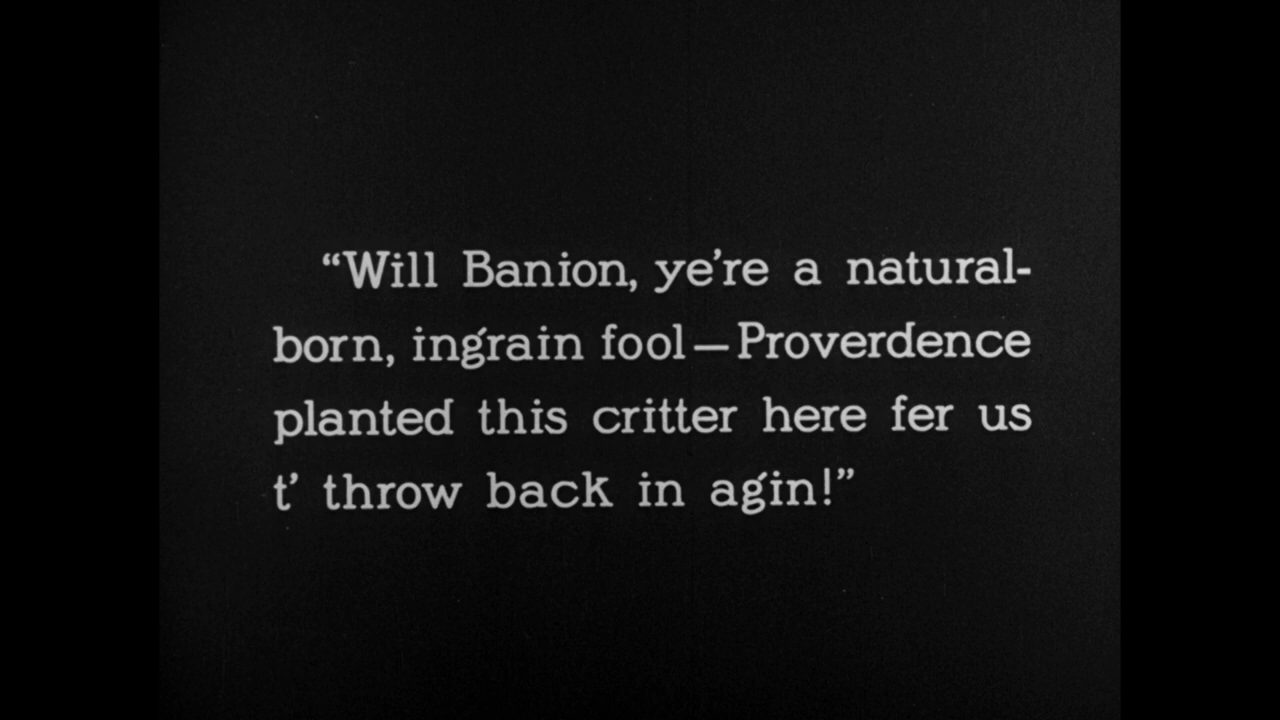 “Will Banion, ye’re a natural-
born, ingrain fool—Proverdence
planted this critter here fer us
t’ throw back in agin!”